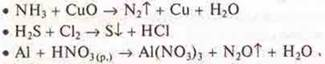 • NH₃ + CuO → N₂↑ + Cu + H₂O
• H₂S + Cl₂ → S↓ + HCl
• Al + HNO₃(р.) → Al(NO₃)₃ + N₂O↑ + H₂O .